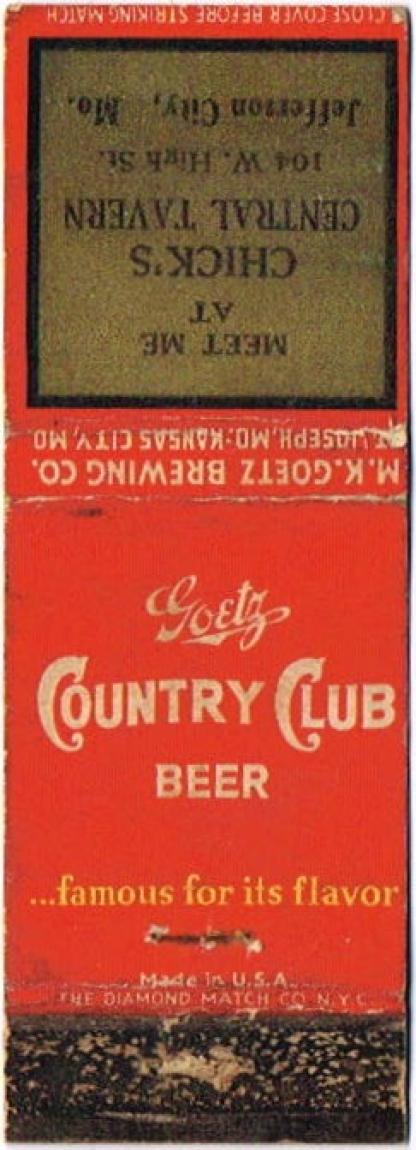 CLOSE COVER BEFORE STRIKING MATCH
MEET ME
AT
CHICK'S
CENTRAL TAVERN
104 W. High St.
Jefferson City, Mo.
M.K.GOETZ BREWING CO.
ST. JOSEPH, MO. KANSAS CITY, MO
Goetz
COUNTRY CLUB
BEER
...famous for its flavor
Made in U.S.A.
THE DIAMOND MATCH CO. N.Y.C.